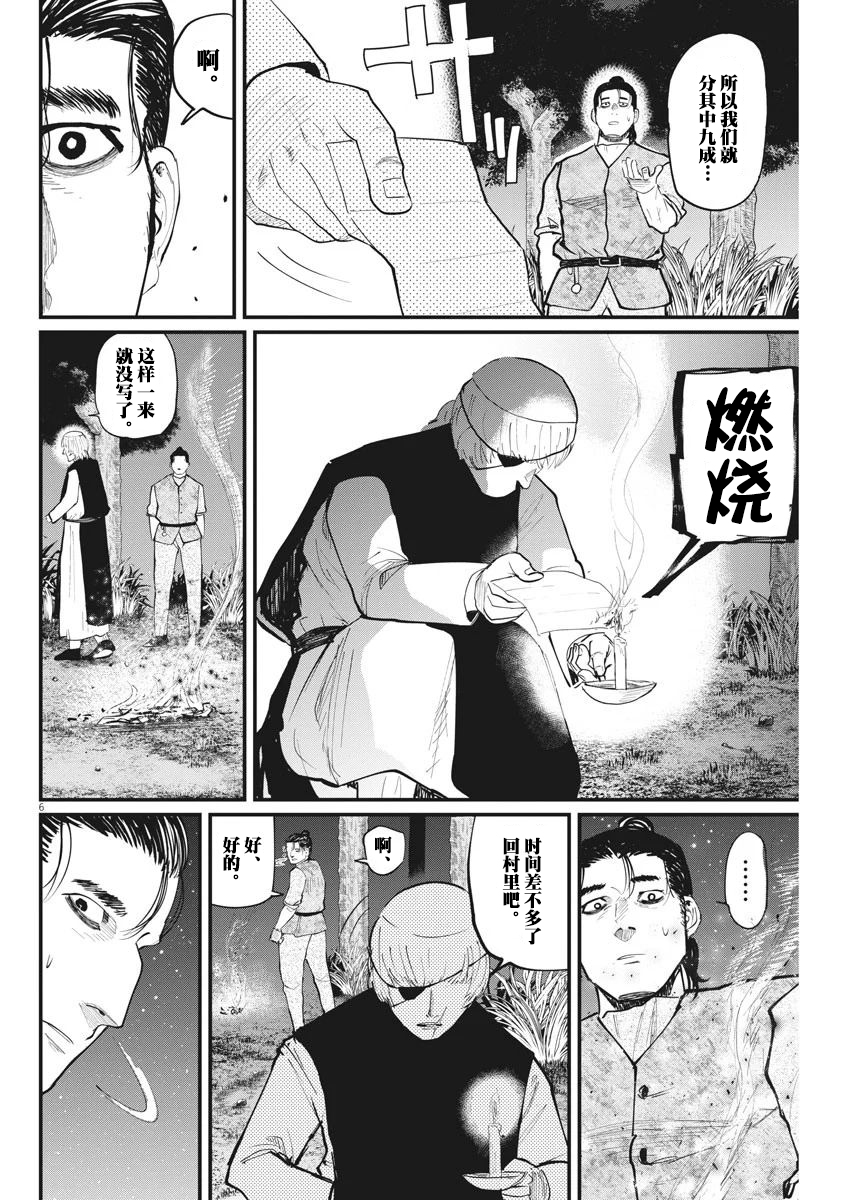 所以我们就
分其中九成…
啊。
燃
烧
这样一来
就没写了。
……
时间差不多了
回村里吧。
啊、
好、
好的。
6